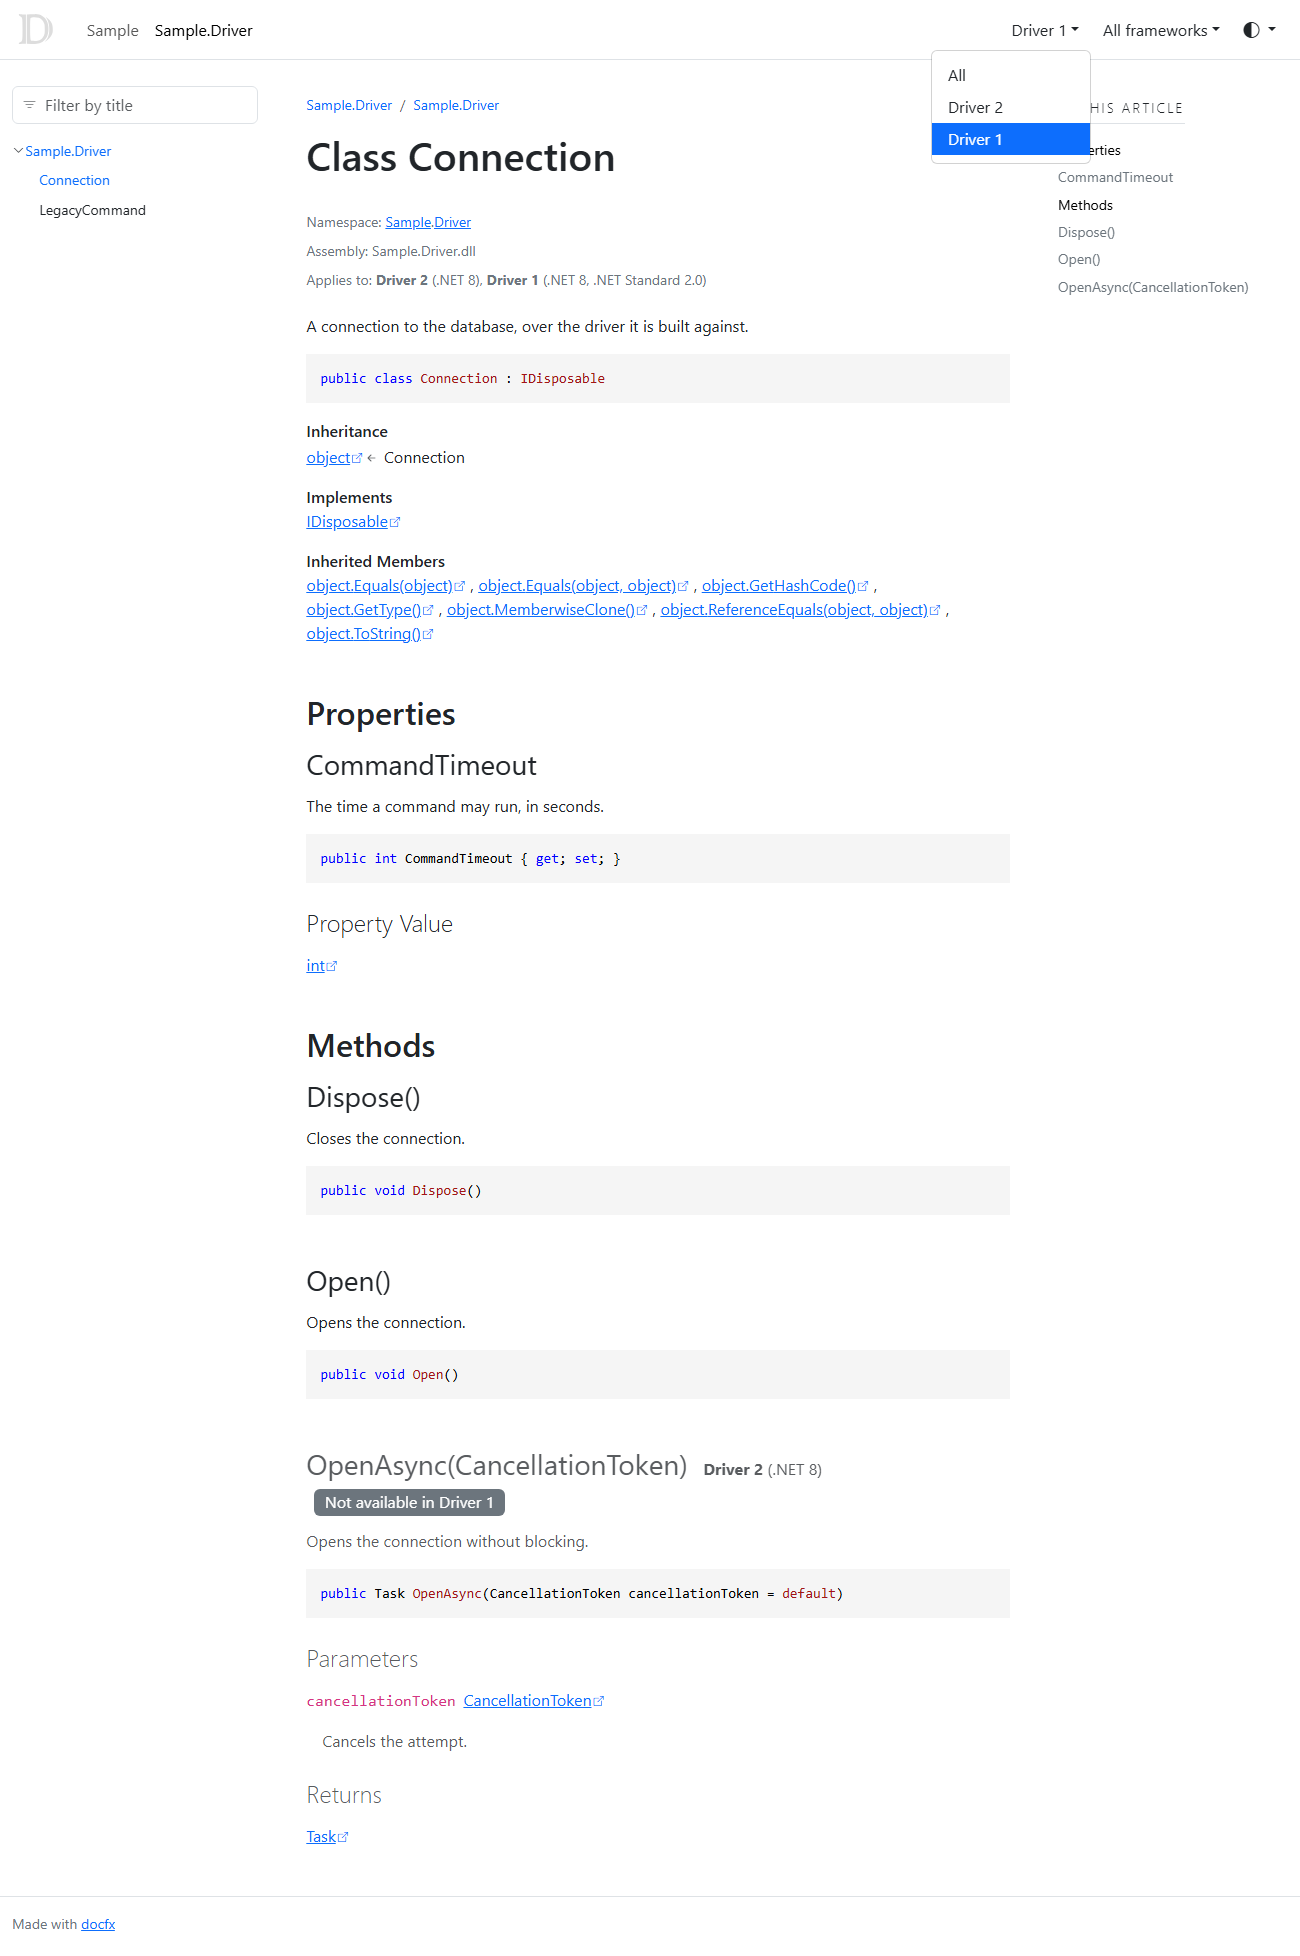 D
Sample Sample.Driver Driver 1 All frameworks
All
Driver 2
Driver 1
Filter by title
Sample.Driver
Connection
LegacyCommand
Sample.Driver / Sample.Driver
Class Connection
Namespace: Sample.Driver
Assembly: Sample.Driver.dll
Applies to: Driver 2 (.NET 8), Driver 1 (.NET 8, .NET Standard 2.0)
A connection to the database, over the driver it is built against.
public class Connection : IDisposable
Inheritance
object ← Connection
Implements
IDisposable
Inherited Members
object.Equals(object) , object.Equals(object, object) , object.GetHashCode() ,
object.GetType() , object.MemberwiseClone() , object.ReferenceEquals(object, object) ,
object.ToString()
Properties
CommandTimeout
The time a command may run, in seconds.
public int CommandTimeout { get; set; }
Property Value
int
Methods
Dispose()
Closes the connection.
public void Dispose()
Open()
Opens the connection.
public void Open()
OpenAsync(CancellationToken) Driver 2 (.NET 8)
Not available in Driver 1
Opens the connection without blocking.
public Task OpenAsync(CancellationToken cancellationToken = default)
Parameters
cancellationToken CancellationToken
Cancels the attempt.
Returns
Task
ARTICLE
CommandTimeout
Methods
Dispose()
Open()
OpenAsync(CancellationToken)
Made with docfx